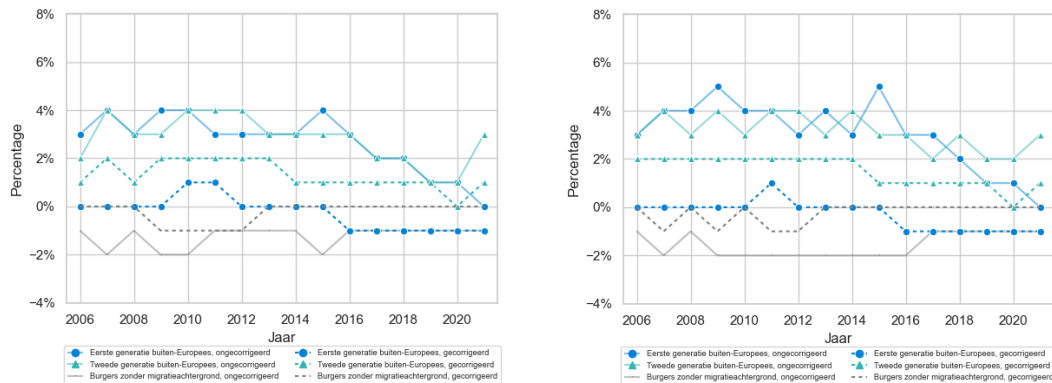 8%
6%
4%
2%
0%
−2%
−4%
Percentage
2006 2008 2010 2012 2014 2016 2018 2020
Jaar
Eerste generatie buiten-Europees, ongecorrigeerd Eerste generatie buiten-Europees, gecorrigeerd
Tweede generatie buiten-Europees, ongecorrigeerd Tweede generatie buiten-Europees, gecorrigeerd
Burgers zonder migratieachtergrond, ongecorrigeerd Burgers zonder migratieachtergrond, gecorrigeerd
8%
6%
4%
2%
0%
−2%
−4%
Percentage
2006 2008 2010 2012 2014 2016 2018 2020
Jaar
Eerste generatie buiten-Europees, ongecorrigeerd Eerste generatie buiten-Europees, gecorrigeerd
Tweede generatie buiten-Europees, ongecorrigeerd Tweede generatie buiten-Europees, gecorrigeerd
Burgers zonder migratieachtergrond, ongecorrigeerd Burgers zonder migratieachtergrond, gecorrigeerd